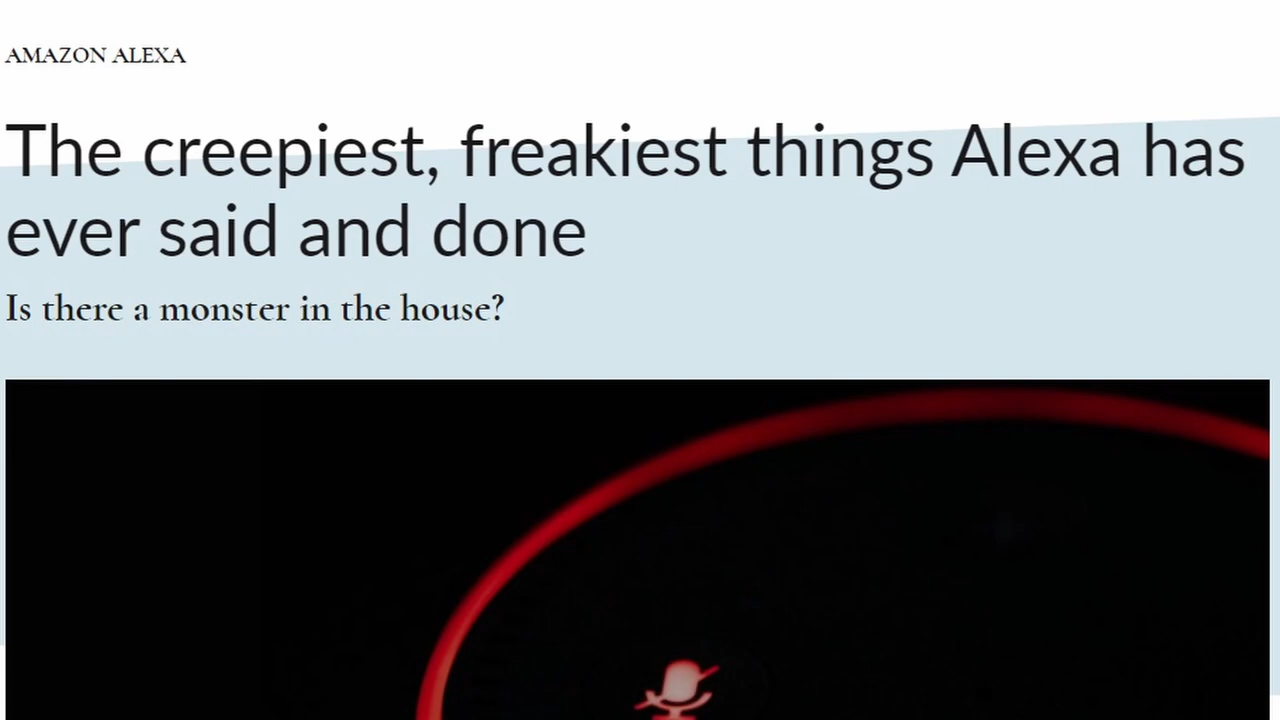 AMAZON ALEXA
The creepiest, freakiest things Alexa has
ever said and done
Is there a monster in the house?